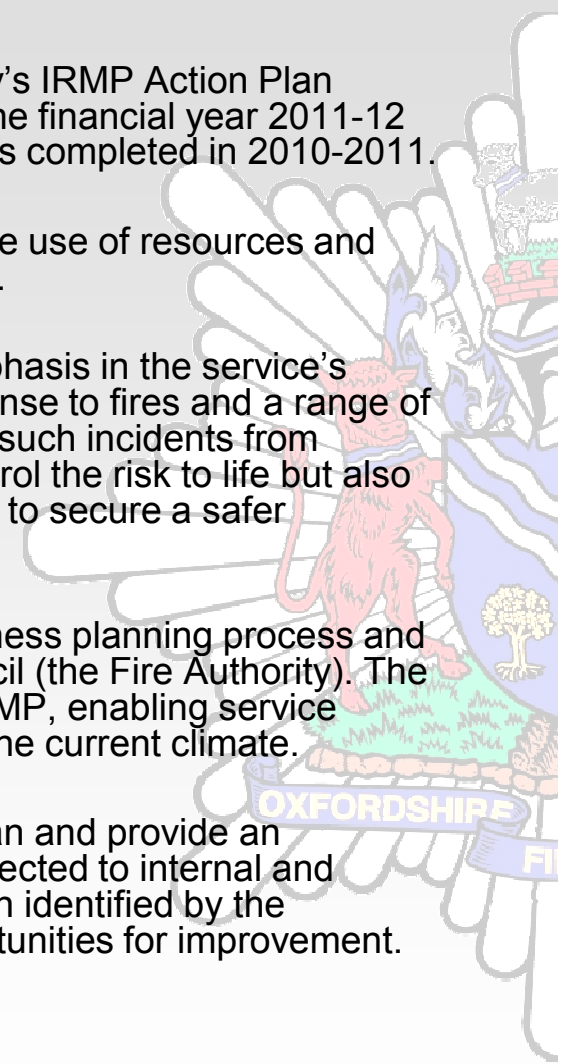 y's IRMP Action Plan
ne financial year 2011-12
s completed in 2010-2011.
e use of resources and
.
phasis in the service's
nse to fires and a range of
such incidents from
rol the risk to life but also
to secure a safer
ness planning process and
cil (the Fire Authority). The
MP, enabling service
he current climate.
OXFORDSHIRE
an and provide an
FI
ected to internal and
n identified by the
tunities for improvement.